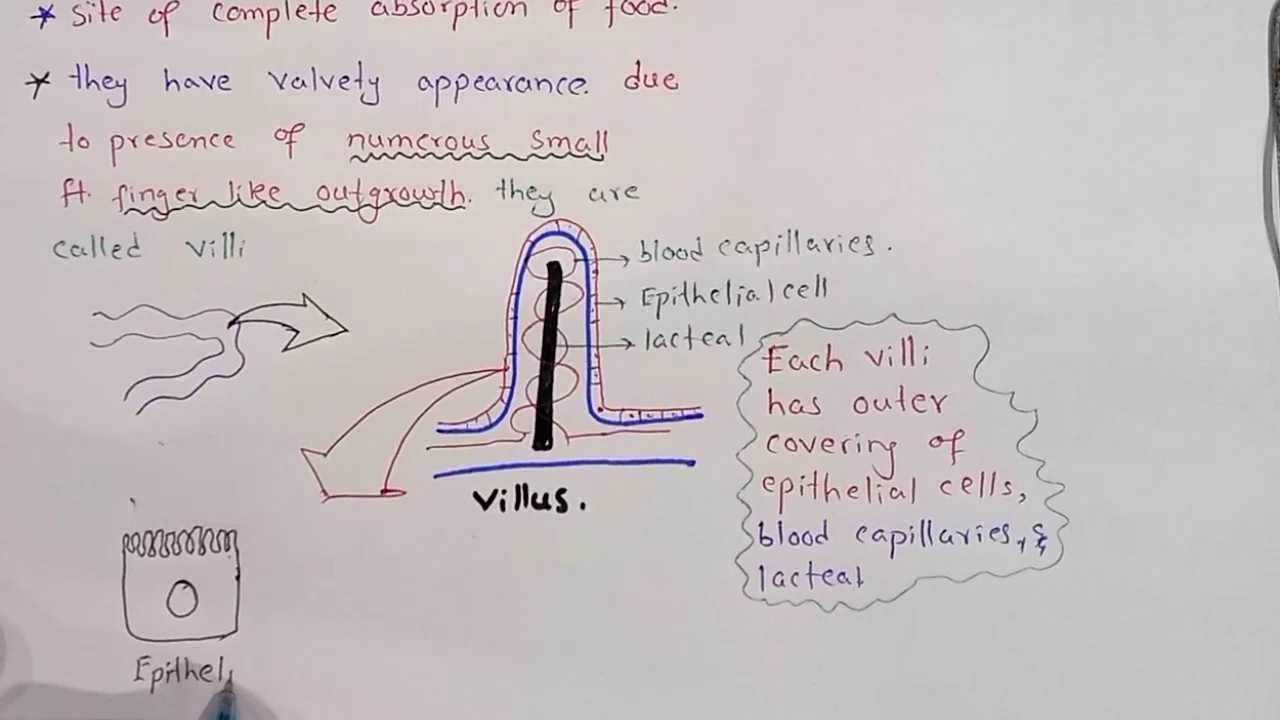 * site of complete absorption of food.
* they have valvety appearance. due
to presence of numerous small
ft. finger like outgrowth. they are
called villi
blood capillaries.
Epithelial cell
lacteal
Each villi
has outer
covering of
epithelial cells,
blood capillaries, &
lacteal
Villus.
Epitheli